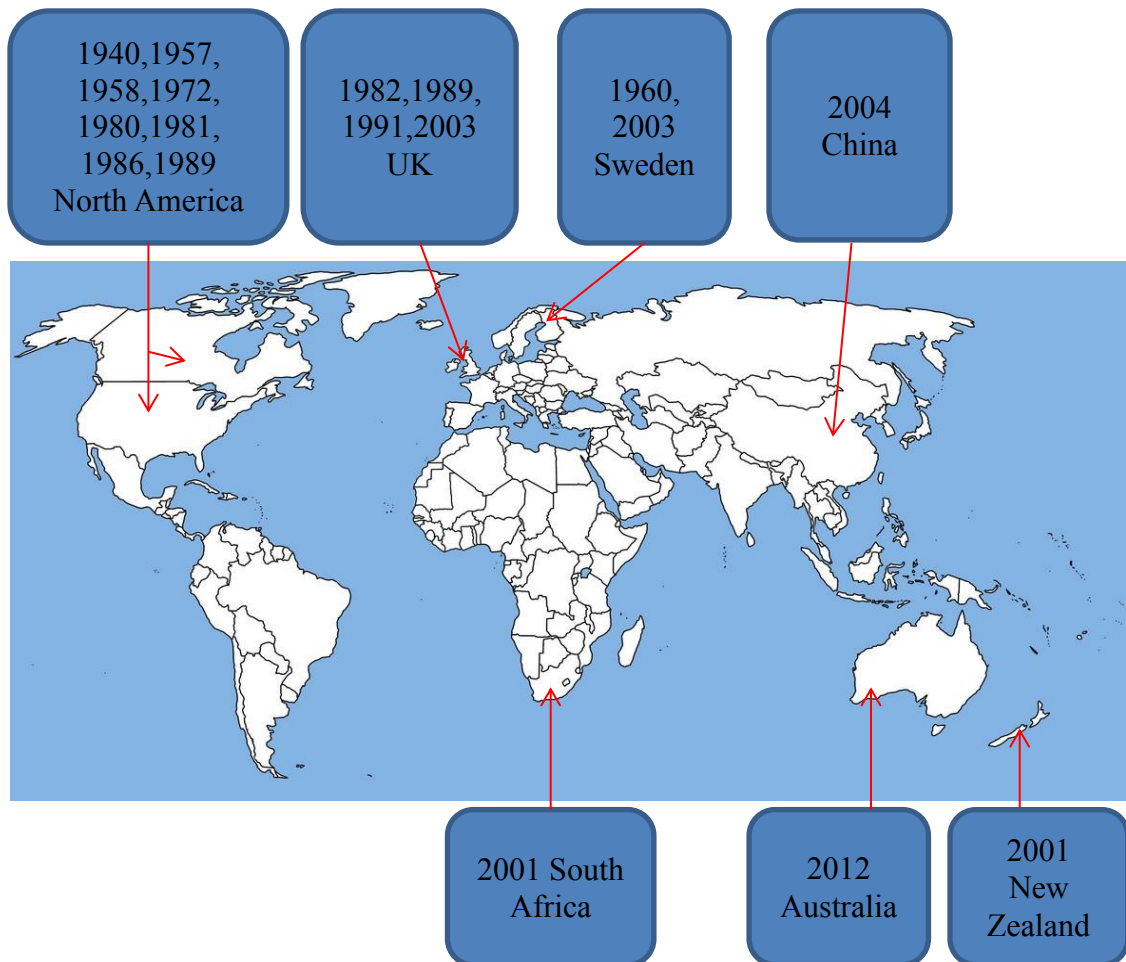 1940,1957,
1958,1972,
1980,1981,
1986,1989
North America
1982,1989,
1991,2003
UK
1960,
2003
Sweden
2004
China
2001 South
Africa
2012
Australia
2001
New
Zealand